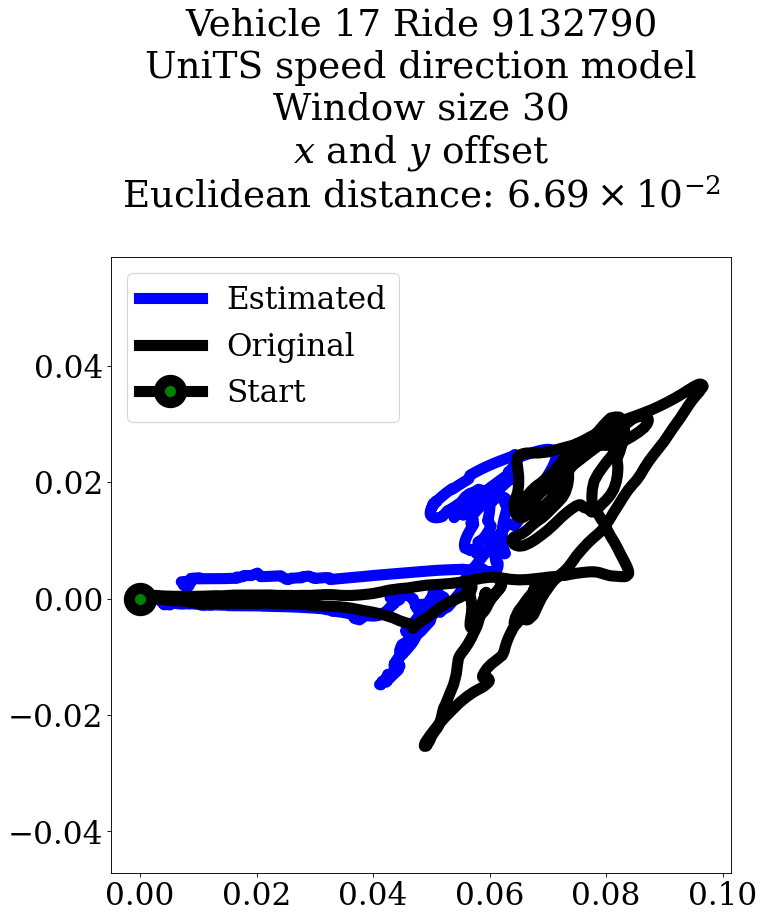 Vehicle 17 Ride 9132790
UniTS speed direction model
Window size 30
x and y offset
Euclidean distance: 6.69 × 10⁻²
Estimated
Original
Start
0.04
0.02
0.00
−0.02
−0.04
0.00 0.02 0.04 0.06 0.08 0.10